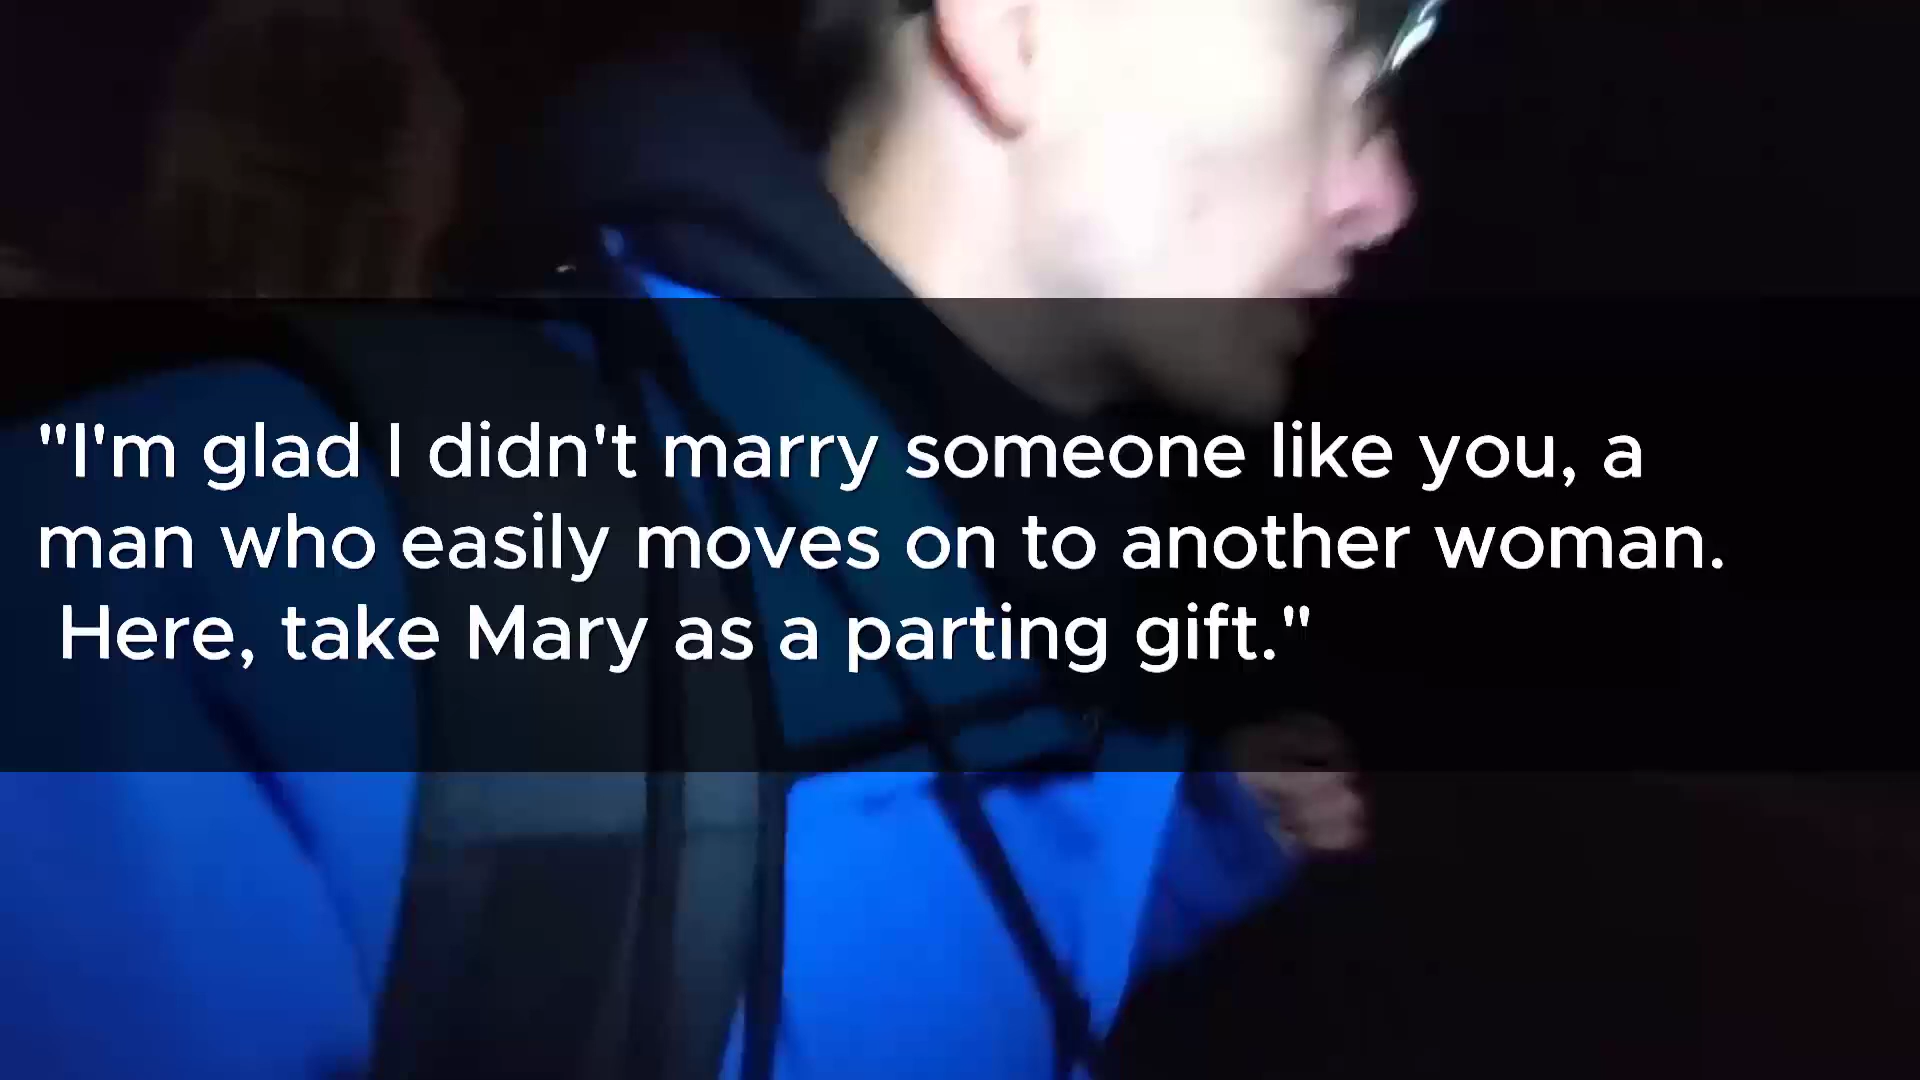 "I'm glad I didn't marry someone like you, a
man who easily moves on to another woman.
Here, take Mary as a parting gift."